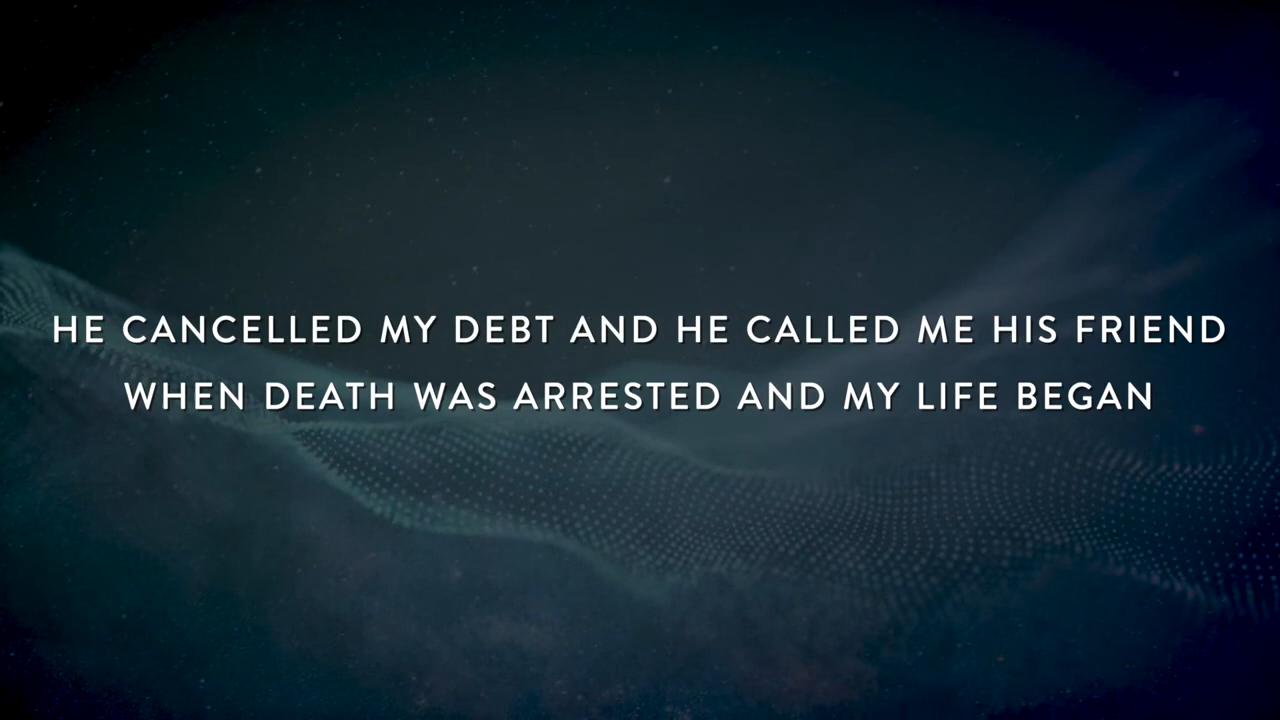 HE CANCELLED MY DEBT AND HE CALLED ME HIS FRIEND
WHEN DEATH WAS ARRESTED AND MY LIFE BEGAN